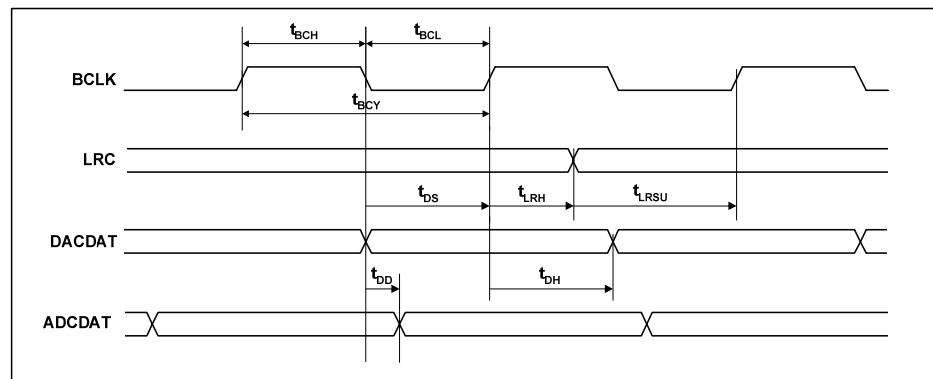 tBCH
tBCL
BCLK
tBCY
LRC
tDS
tLRH
tLRSU
DACDAT
tDD
tDH
ADCDAT